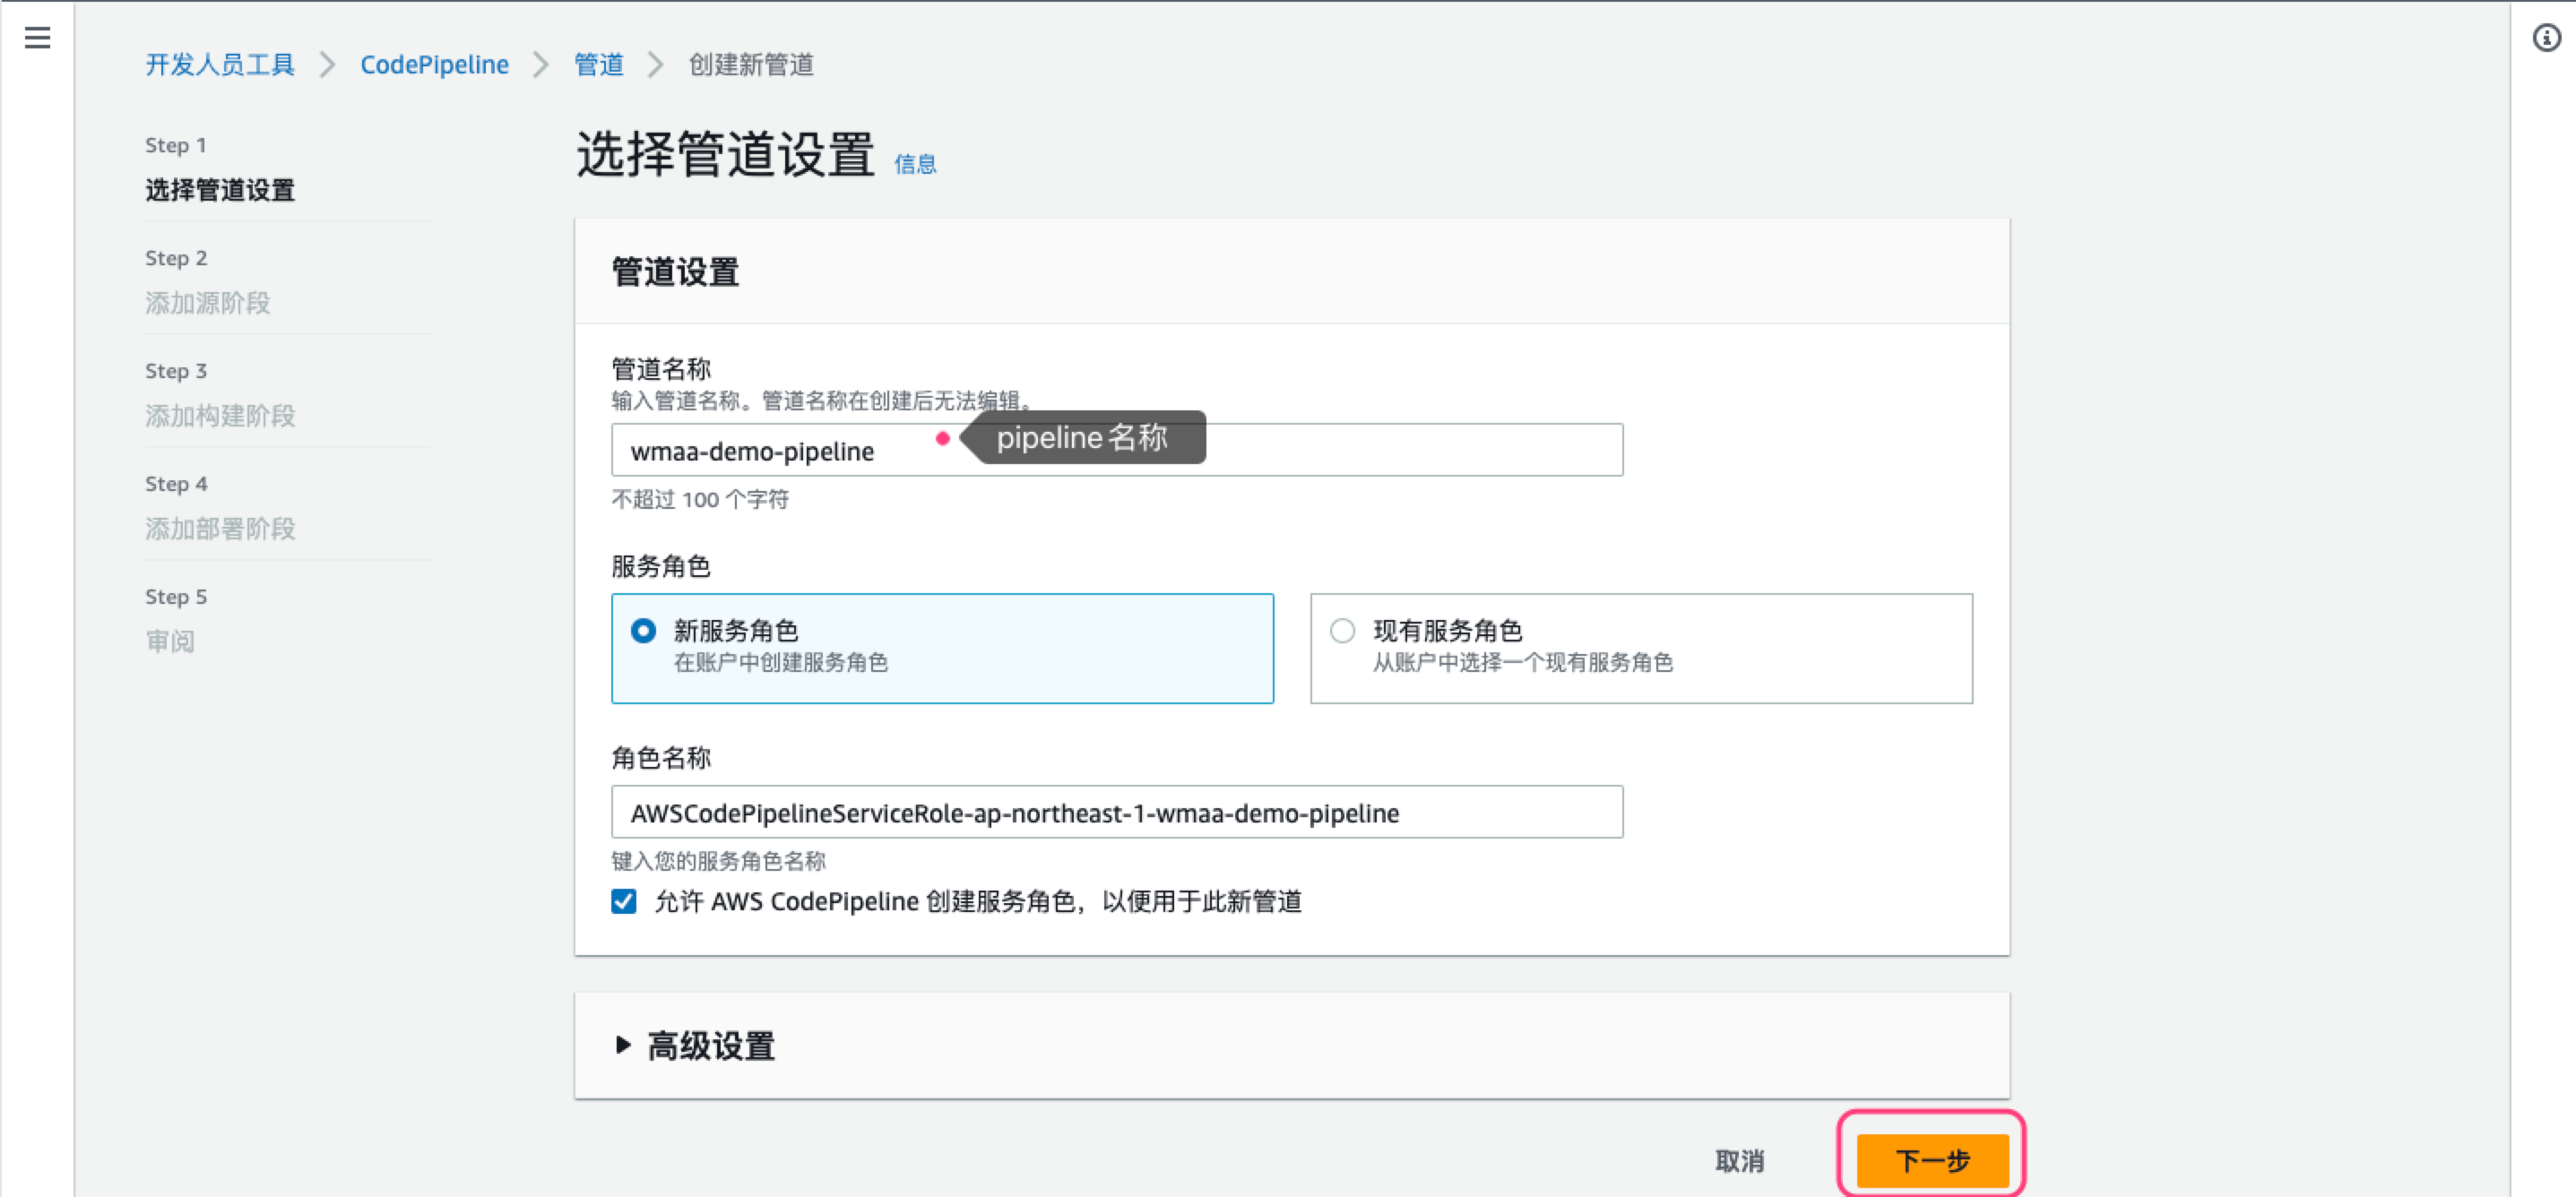 开发人员工具 > CodePipeline > 管道 > 创建新管道
Step 1
选择管道设置
Step 2
添加源阶段
Step 3
添加构建阶段
Step 4
添加部署阶段
Step 5
审阅
选择管道设置 信息
管道设置
管道名称
输入管道名称。管道名称在创建后无法编辑。
wmaa-demo-pipeline
pipeline名称
不超过 100 个字符
服务角色
新服务角色
在账户中创建服务角色
现有服务角色
从账户中选择一个现有服务角色
角色名称
AWSCodePipelineServiceRole-ap-northeast-1-wmaa-demo-pipeline
键入您的服务角色名称
允许 AWS CodePipeline 创建服务角色，以便用于此新管道
高级设置
取消
下一步